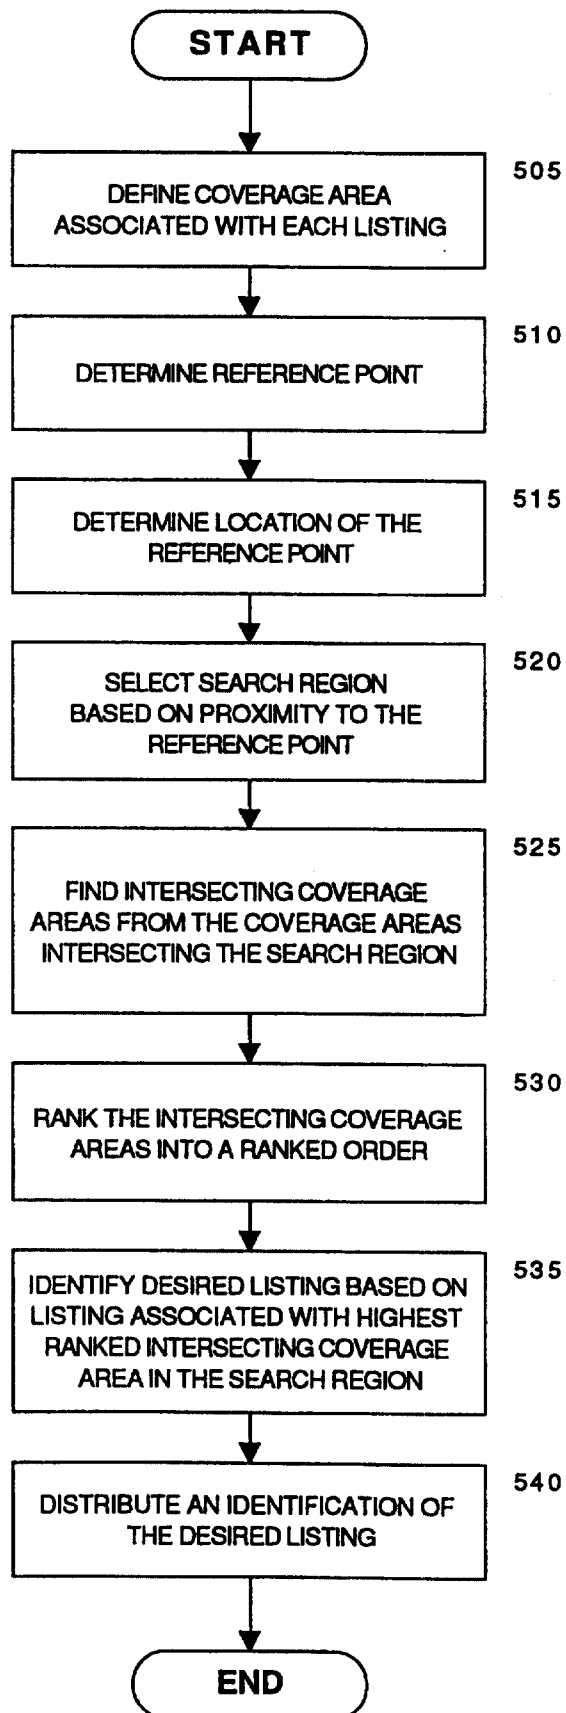 START
505
DEFINE COVERAGE AREA
ASSOCIATED WITH EACH LISTING
510
DETERMINE REFERENCE POINT
515
DETERMINE LOCATION OF THE
REFERENCE POINT
520
SELECT SEARCH REGION
BASED ON PROXIMITY TO THE
REFERENCE POINT
525
FIND INTERSECTING COVERAGE
AREAS FROM THE COVERAGE AREAS
INTERSECTING THE SEARCH REGION
530
RANK THE INTERSECTING COVERAGE
AREAS INTO A RANKED ORDER
535
IDENTIFY DESIRED LISTING BASED ON
LISTING ASSOCIATED WITH HIGHEST
RANKED INTERSECTING COVERAGE
AREA IN THE SEARCH REGION
540
DISTRIBUTE AN IDENTIFICATION OF
THE DESIRED LISTING
END